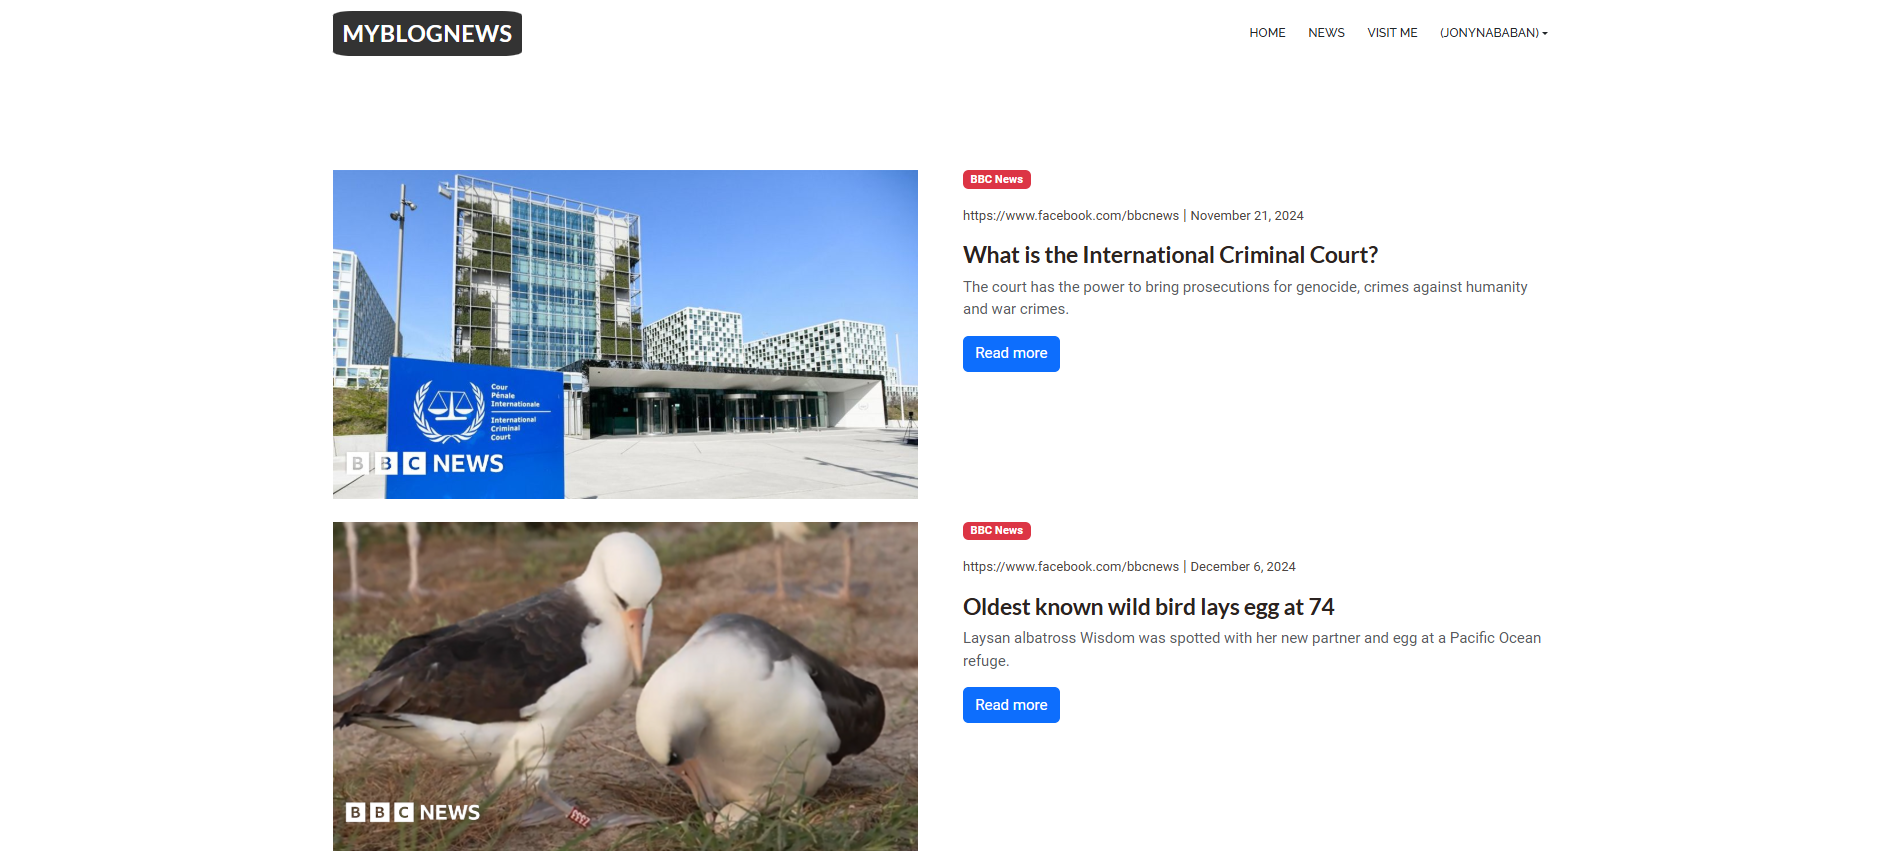 MYBLOGNEWS
HOME NEWS VISIT ME (JONYNABABAN)
Cour
Pénale
Internationale
International
Criminal
Court
BBC NEWS
BBC News
https://www.facebook.com/bbcnews | November 21, 2024
What is the International Criminal Court?
The court has the power to bring prosecutions for genocide, crimes against humanity
and war crimes.
Read more
BBC NEWS
BBC News
https://www.facebook.com/bbcnews | December 6, 2024
Oldest known wild bird lays egg at 74
Laysan albatross Wisdom was spotted with her new partner and egg at a Pacific Ocean
refuge.
Read more